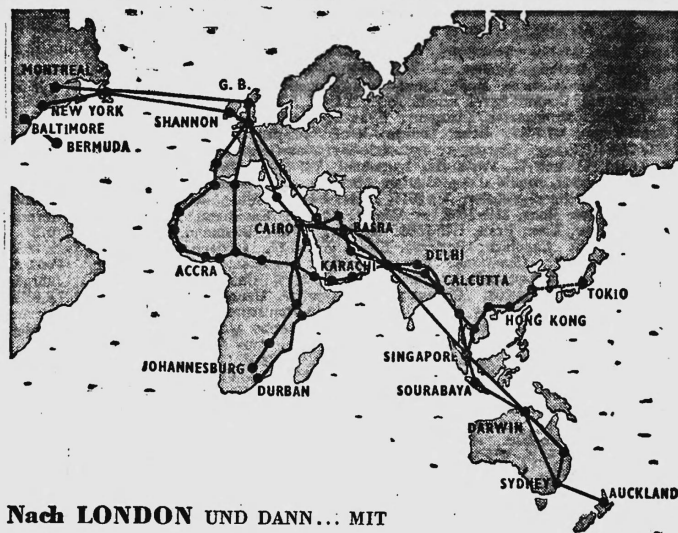 MONTREAL
G. B.
NEW YORK
SHANNON
BALTIMORE
BERMUDA
CAIRO
BASRA
DELHI
ACCRA
KARACHI
CALCUTTA
TOKIO
HONG KONG
SINGAPORE
JOHANNESBURG
SOURABAYA
DURBAN
DARWIN
SYDNEY
AUCKLAND
Nach LONDON UND DANN... MIT